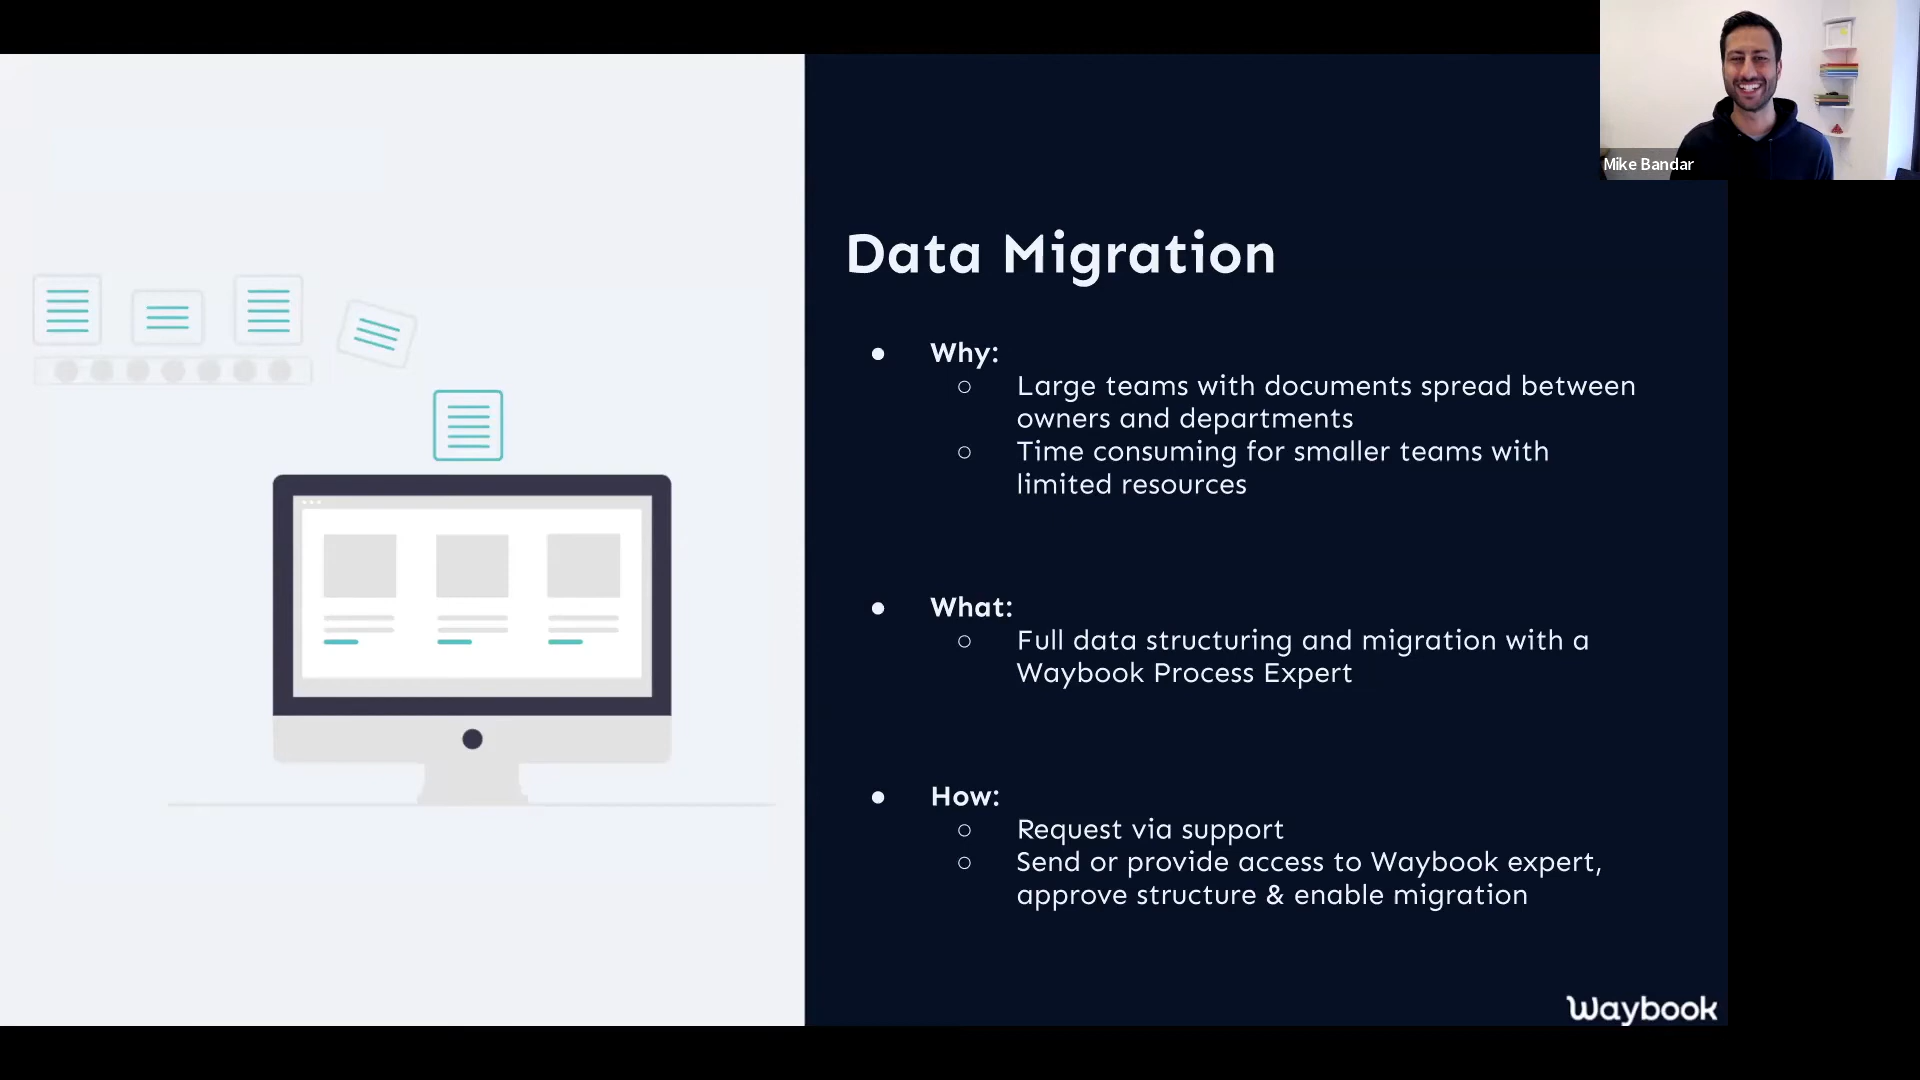 Mike Bandar
Data Migration
● Why:
○ Large teams with documents spread between
owners and departments
○ Time consuming for smaller teams with
limited resources
● What:
○ Full data structuring and migration with a
Waybook Process Expert
● How:
○ Request via support
○ Send or provide access to Waybook expert,
approve structure & enable migration
Waybook